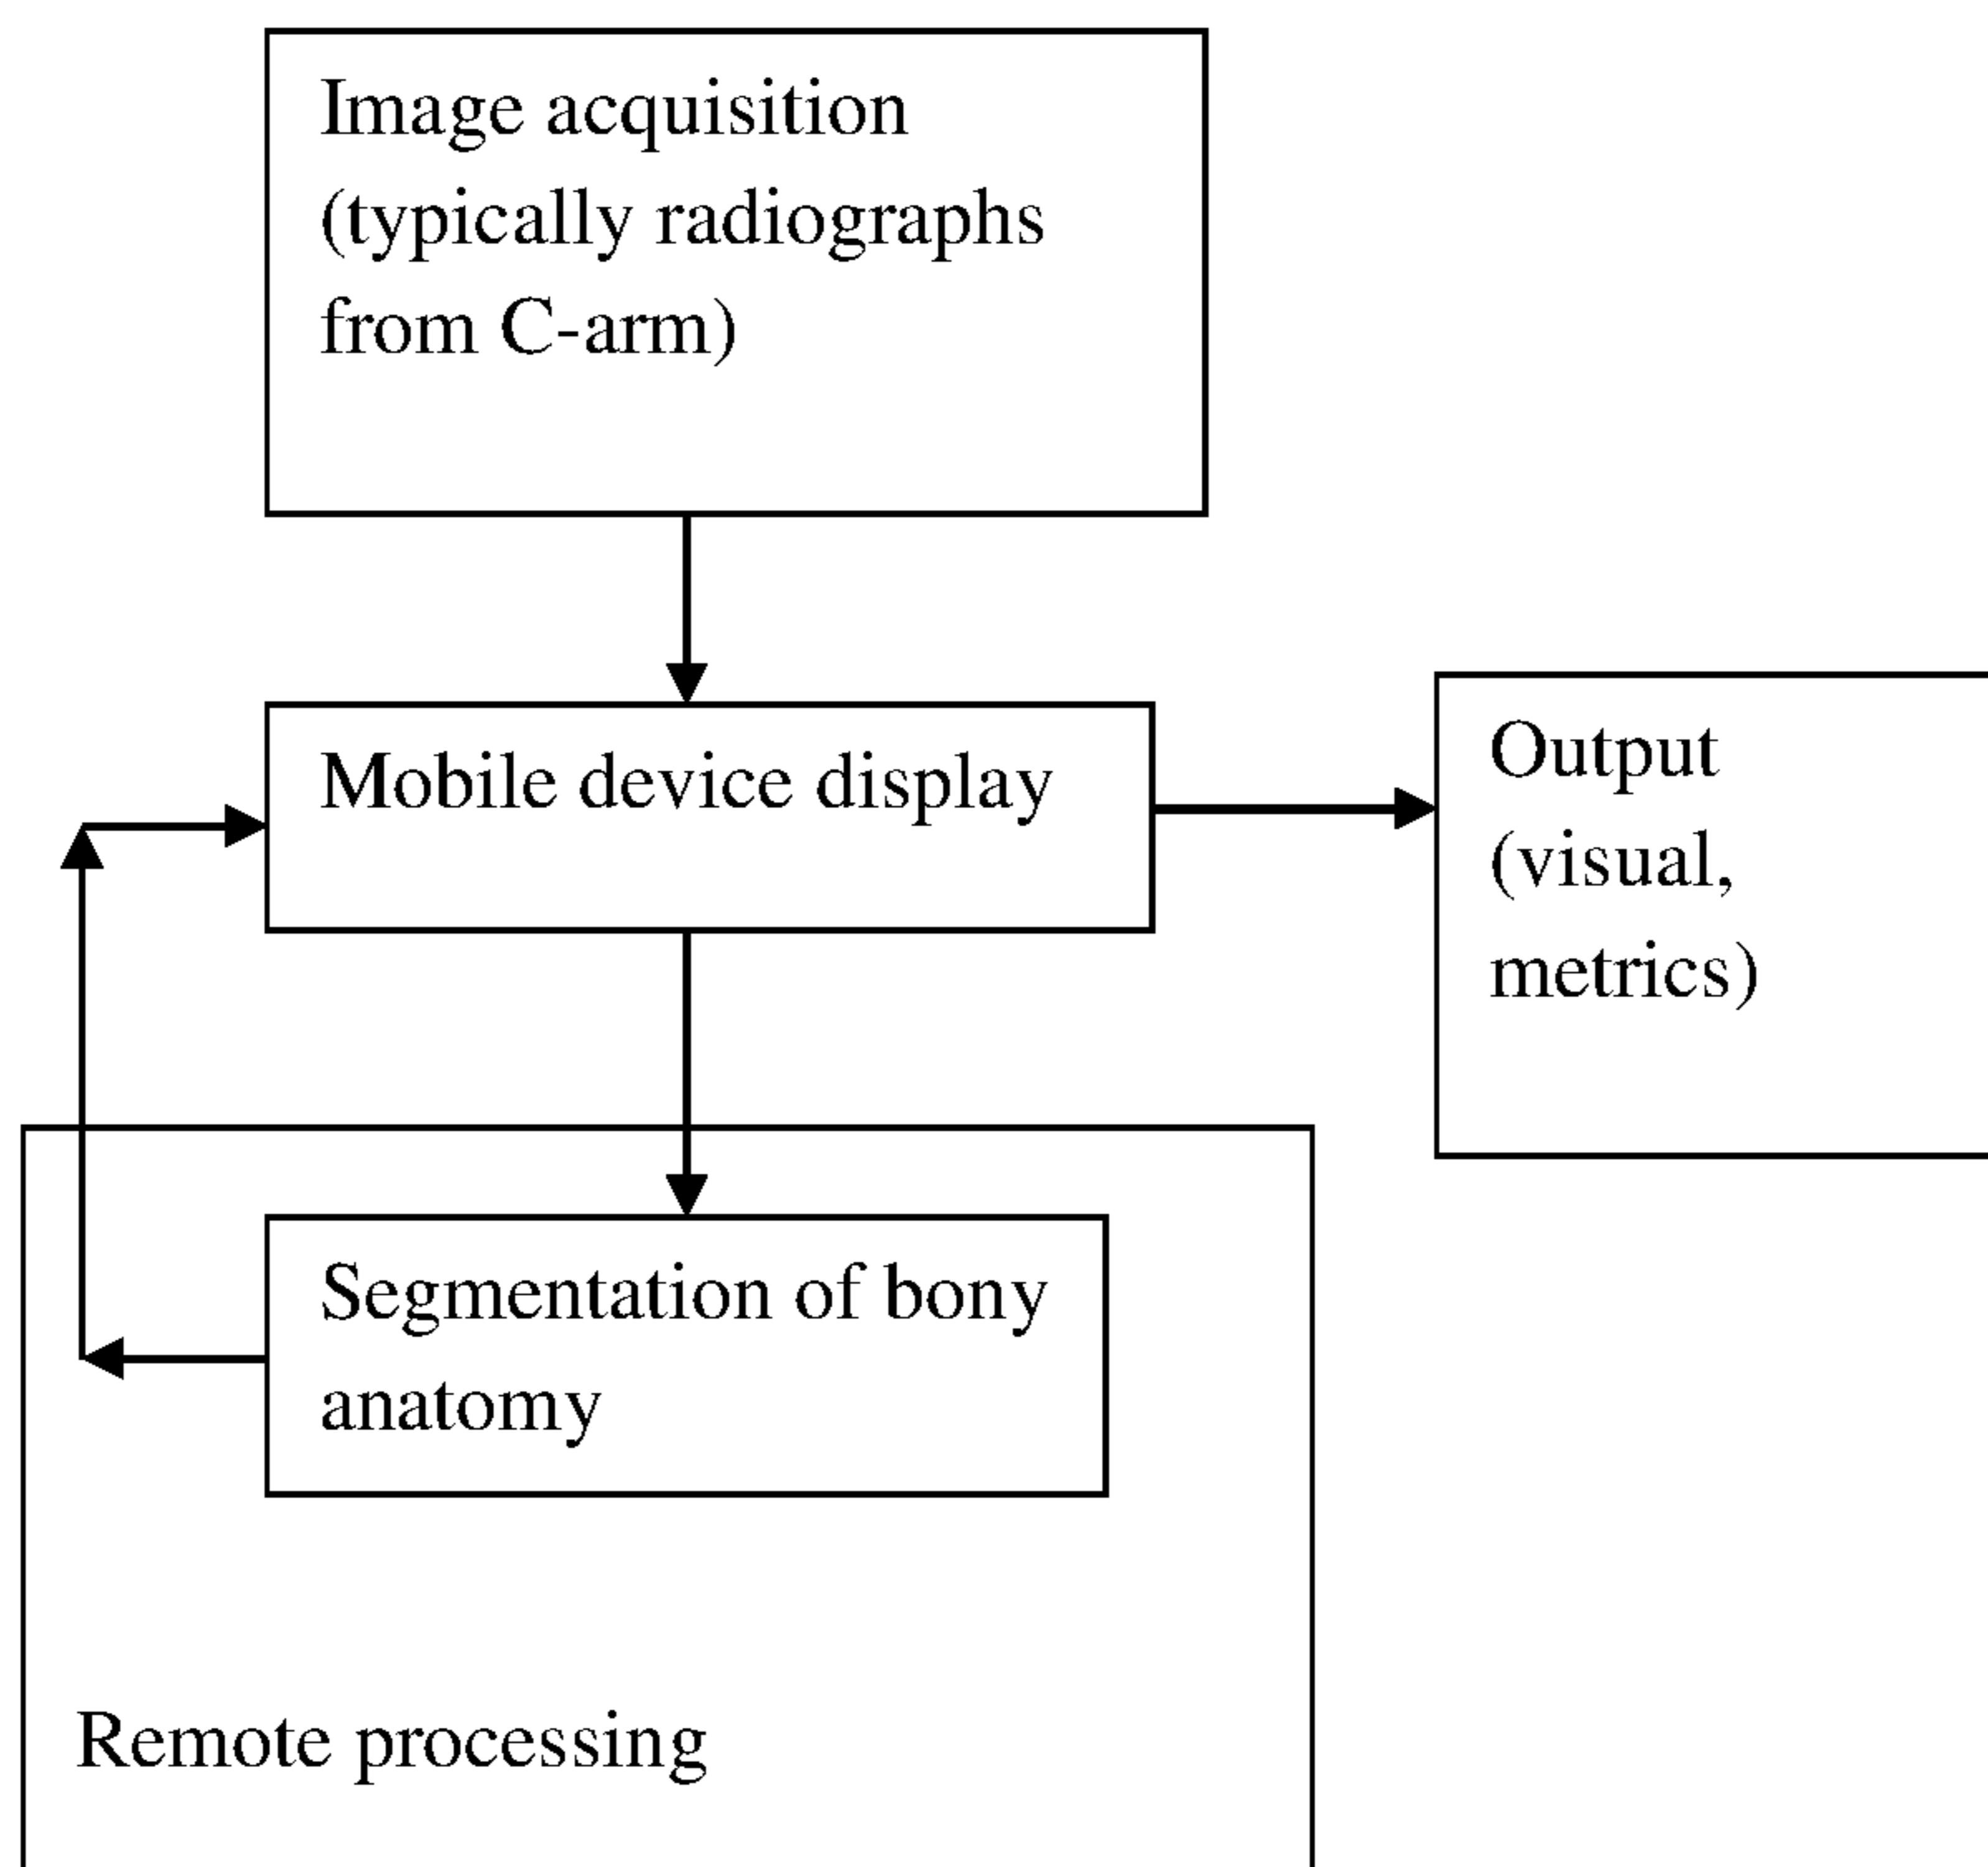 Image acquisition
(typically radiographs
from C-arm)
Mobile device display
Output
(visual,
metrics)
Segmentation of bony
anatomy
Remote processing